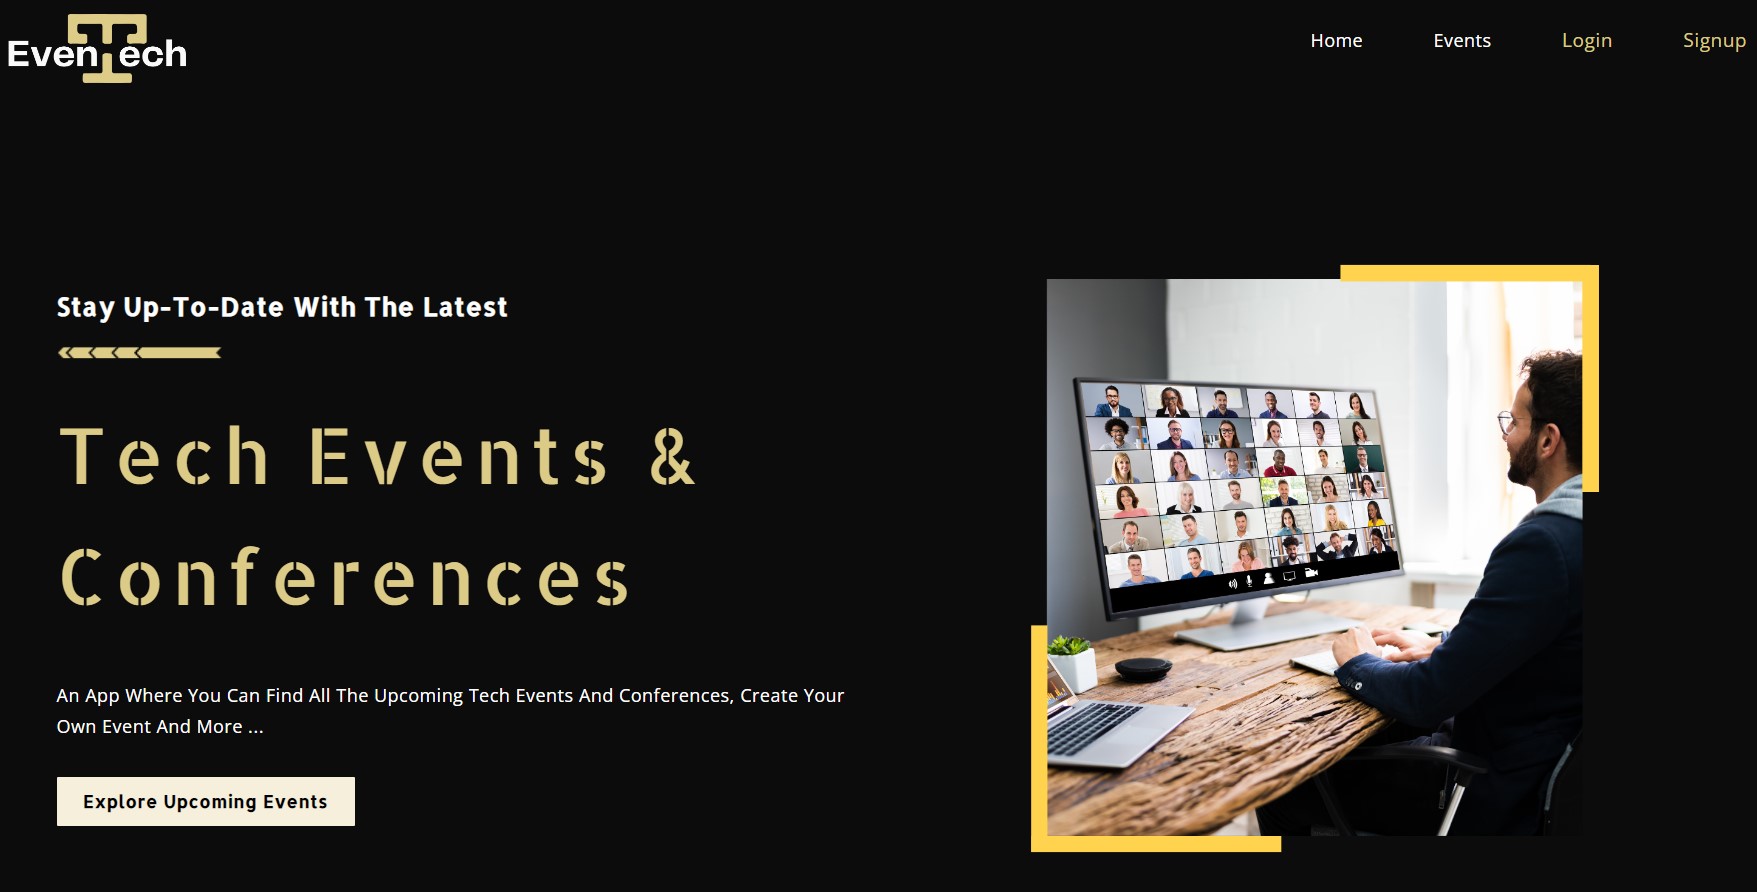 EvenTech
Home Events Login Signup
Stay Up-To-Date With The Latest
Tech Events &
Conferences
An App Where You Can Find All The Upcoming Tech Events And Conferences, Create Your
Own Event And More ...
Explore Upcoming Events